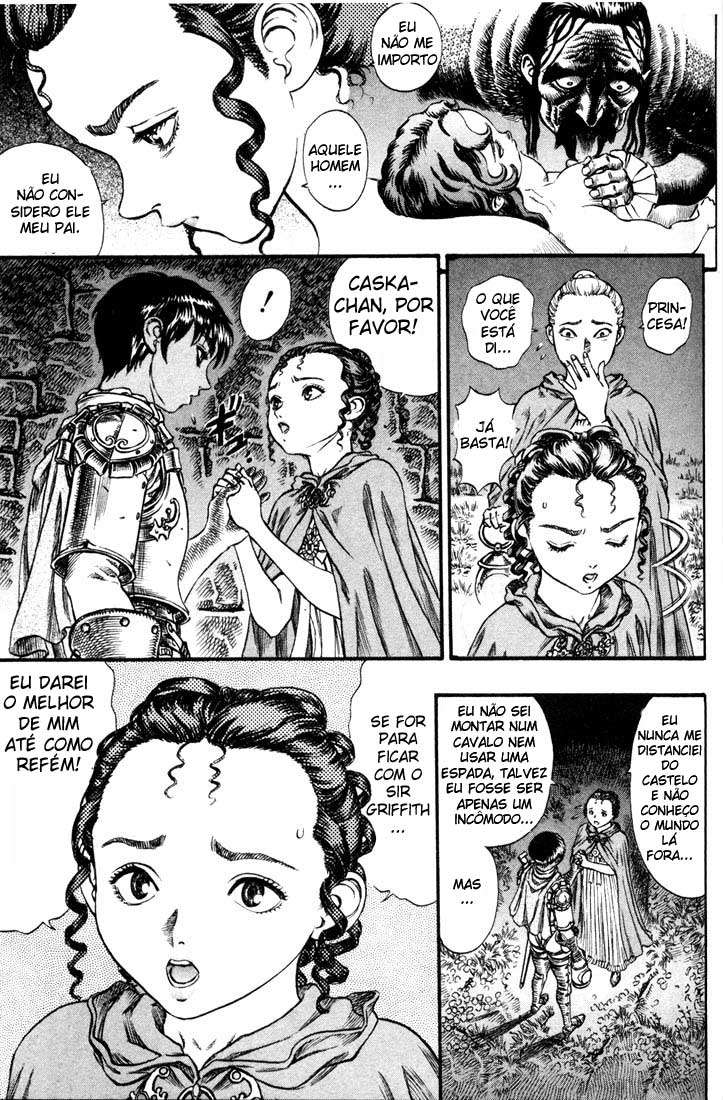 EU
NÃO ME
IMPORTO
AQUELE
HOMEM
...
EU
NÃO CON-
SIDERO ELE
MEU PAI.
PRIN-
CESA!
O QUE
VOCÊ
ESTÁ
DI...
JÁ
BASTA!
CASKA-
CHAN, POR
FAVOR!
!
ギュッ
EU
NUNCA ME
DISTANCIEI
DO
CASTELO
E NÃO
CONHEÇO
O MUNDO
LÁ
FORA...
EU NÃO SEI
MONTAR NUM
CAVALO NEM
USAR UMA
ESPADA, TALVEZ
EU FOSSE SER
APENAS UM
INCÔMODO...
MAS
...
SE FOR
PARA
FICAR
COM O
SIR
GRIFFITH
...
EU DAREI
O MELHOR
DE MIM
ATÉ COMO
REFÉM!